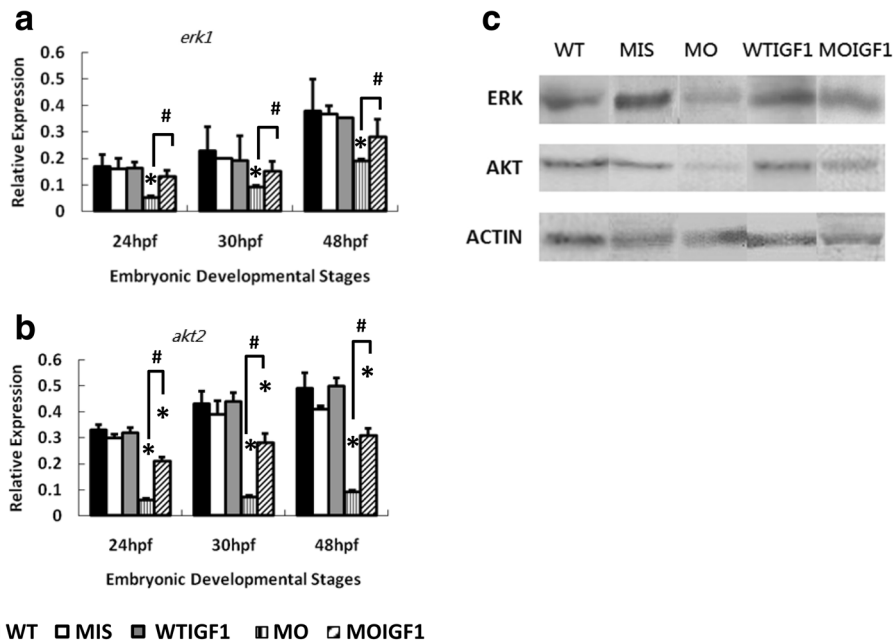 a
erk1
Relative Expression
0.6
0.5
0.4
0.3
0.2
0.1
0
#
#
#
*
*
*
24hpf 30hpf 48hpf
Embryonic Developmental Stages
b
akt2
Relative Expression
0.6
0.5
0.4
0.3
0.2
0.1
0
#
#
#
*
*
*
*
*
*
24hpf 30hpf 48hpf
Embryonic Developmental Stages
WT MIS WTIGF1 MO MOIGF1
c
WT MIS MO WTIGF1 MOIGF1
ERK
AKT
ACTIN